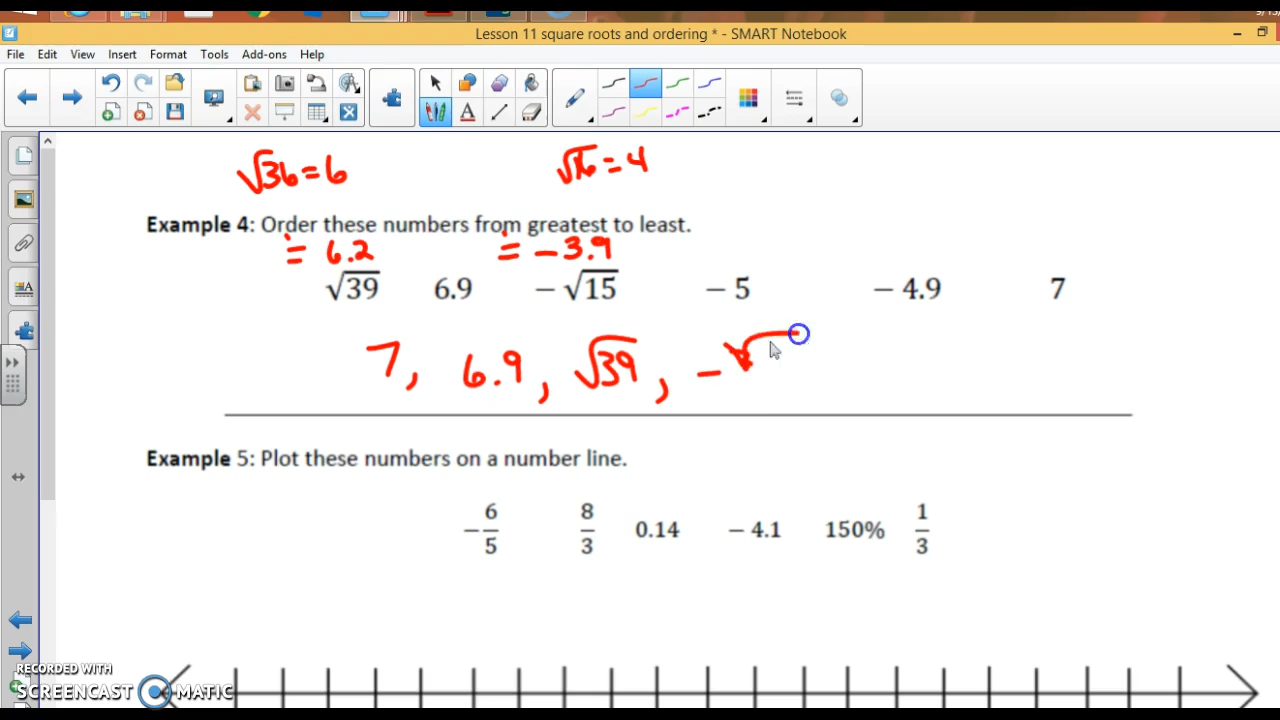 9/15
Lesson 11 square roots and ordering * - SMART Notebook
File Edit View Insert Format Tools Add-ons Help
√36 = 6 √16 = 4
Example 4: Order these numbers from greatest to least.
≐ 6.2 ≐ -3.9
√39 6.9 − √15 − 5 − 4.9 7
7, 6.9, √39, -√
Example 5: Plot these numbers on a number line.
−6/5 8/3 0.14 − 4.1 150% 1/3
RECORDED WITH
SCREENCAST MATIC